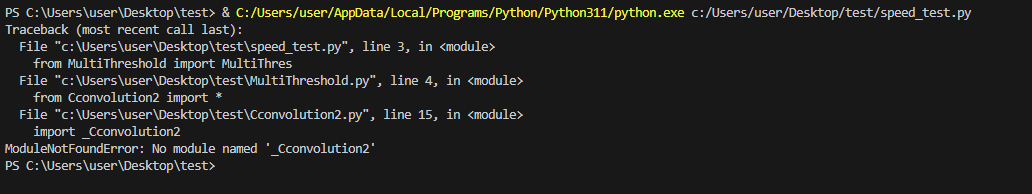 PS C:\Users\user\Desktop\test> & C:/Users/user/AppData/Local/Programs/Python/Python311/python.exe c:/Users/user/Desktop/test/speed_test.py
Traceback (most recent call last):
  File "c:\Users\user\Desktop\test\speed_test.py", line 3, in <module>
    from MultiThreshold import MultiThres
  File "c:\Users\user\Desktop\test\MultiThreshold.py", line 4, in <module>
    from Cconvolution2 import *
  File "c:\Users\user\Desktop\test\Cconvolution2.py", line 15, in <module>
    import _Cconvolution2
ModuleNotFoundError: No module named '_Cconvolution2'
PS C:\Users\user\Desktop\test>